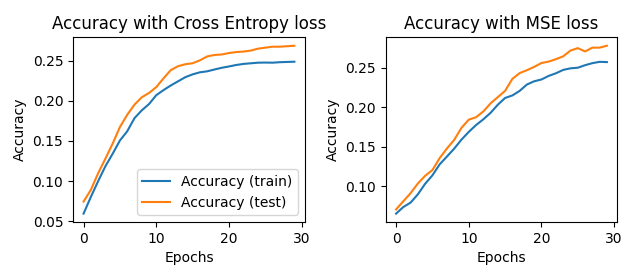 Accuracy with Cross Entropy loss
Accuracy
0.25
0.20
0.15
0.10
0.05
0
10
20
30
Epochs
Accuracy (train)
Accuracy (test)
Accuracy with MSE loss
Accuracy
0.25
0.20
0.15
0.10
0
10
20
30
Epochs